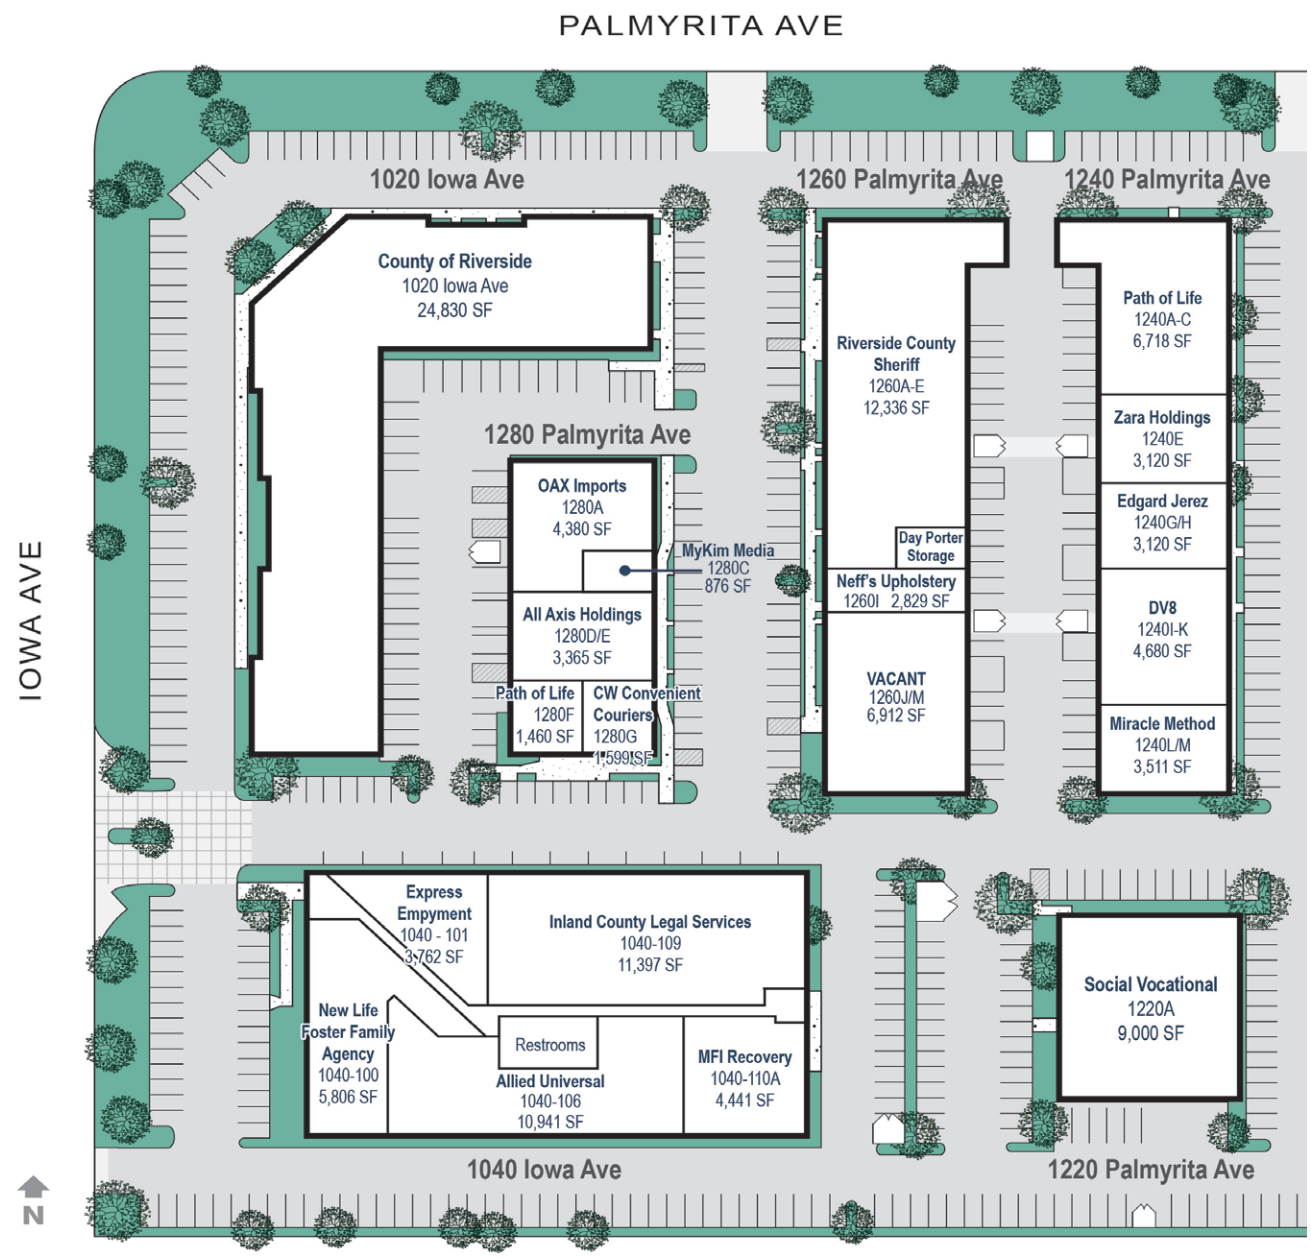 PALMYRITA AVE
1020 Iowa Ave
1260 Palmyrita Ave
1240 Palmyrita Ave
County of Riverside
1020 Iowa Ave
24,830 SF
Riverside County
Sheriff
1260A-E
12,336 SF
Path of Life
1240A-C
6,718 SF
Zara Holdings
1240E
3,120 SF
1280 Palmyrita Ave
OAX Imports
1280A
4,380 SF
MyKim Media
1280C
876 SF
All Axis Holdings
1280D/E
3,365 SF
Path of Life
1280F
1,460 SF
CW Convenient
Couriers
1280G
1,599 SF
Day Porter
Storage
Neff's Upholstery
1260I 2,829 SF
VACANT
1260J/M
6,912 SF
Edgard Jerez
1240G/H
3,120 SF
DV8
1240I-K
4,680 SF
Miracle Method
1240L/M
3,511 SF
IOWA AVE
Express
Empyment
1040 - 101
3,762 SF
Inland County Legal Services
1040-109
11,397 SF
New Life
Foster Family
Agency
1040-100
5,806 SF
Restrooms
Allied Universal
1040-106
10,941 SF
MFI Recovery
1040-110A
4,441 SF
Social Vocational
1220A
9,000 SF
1040 Iowa Ave
1220 Palmyrita Ave
N